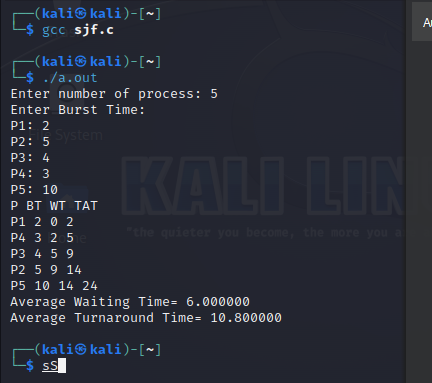 ┌──(kali㉿kali)-[~]
└─$ gcc sjf.c
┌──(kali㉿kali)-[~]
└─$ ./a.out
Enter number of process: 5
Enter Burst Time:
P1: 2
P2: 5
P3: 4
P4: 3
P5: 10
P BT WT TAT
P1 2 0 2
P4 3 2 5
P3 4 5 9
P2 5 9 14
P5 10 14 24
Average Waiting Time= 6.000000
Average Turnaround Time= 10.800000
┌──(kali㉿kali)-[~]
└─$ sS
System
KALI LIN
"the quieter you become, the more you a